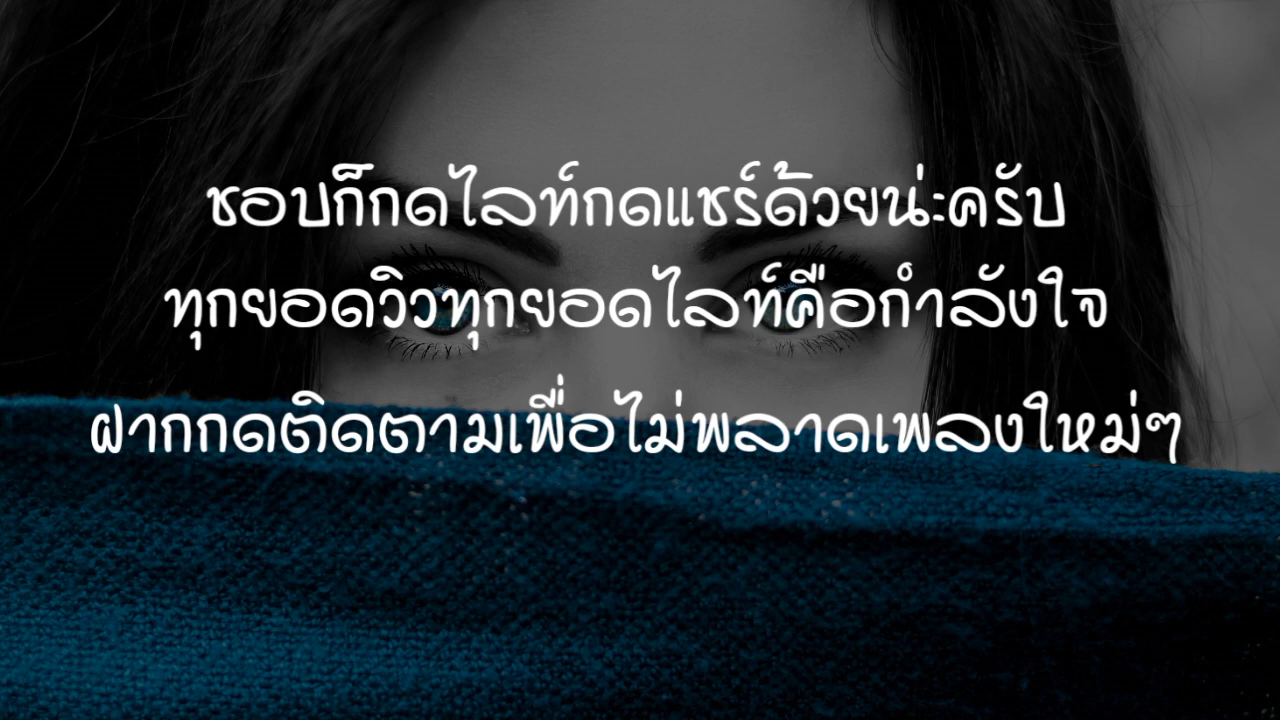 ชอบก็กดไลท์กดแชร์ด้วยน่ะครับ
ทุกยอดวิวทุกยอดไลท์คือกำลังใจ
ฝากกดติดตามเพื่อไม่พลาดเพลงใหม่ๆ